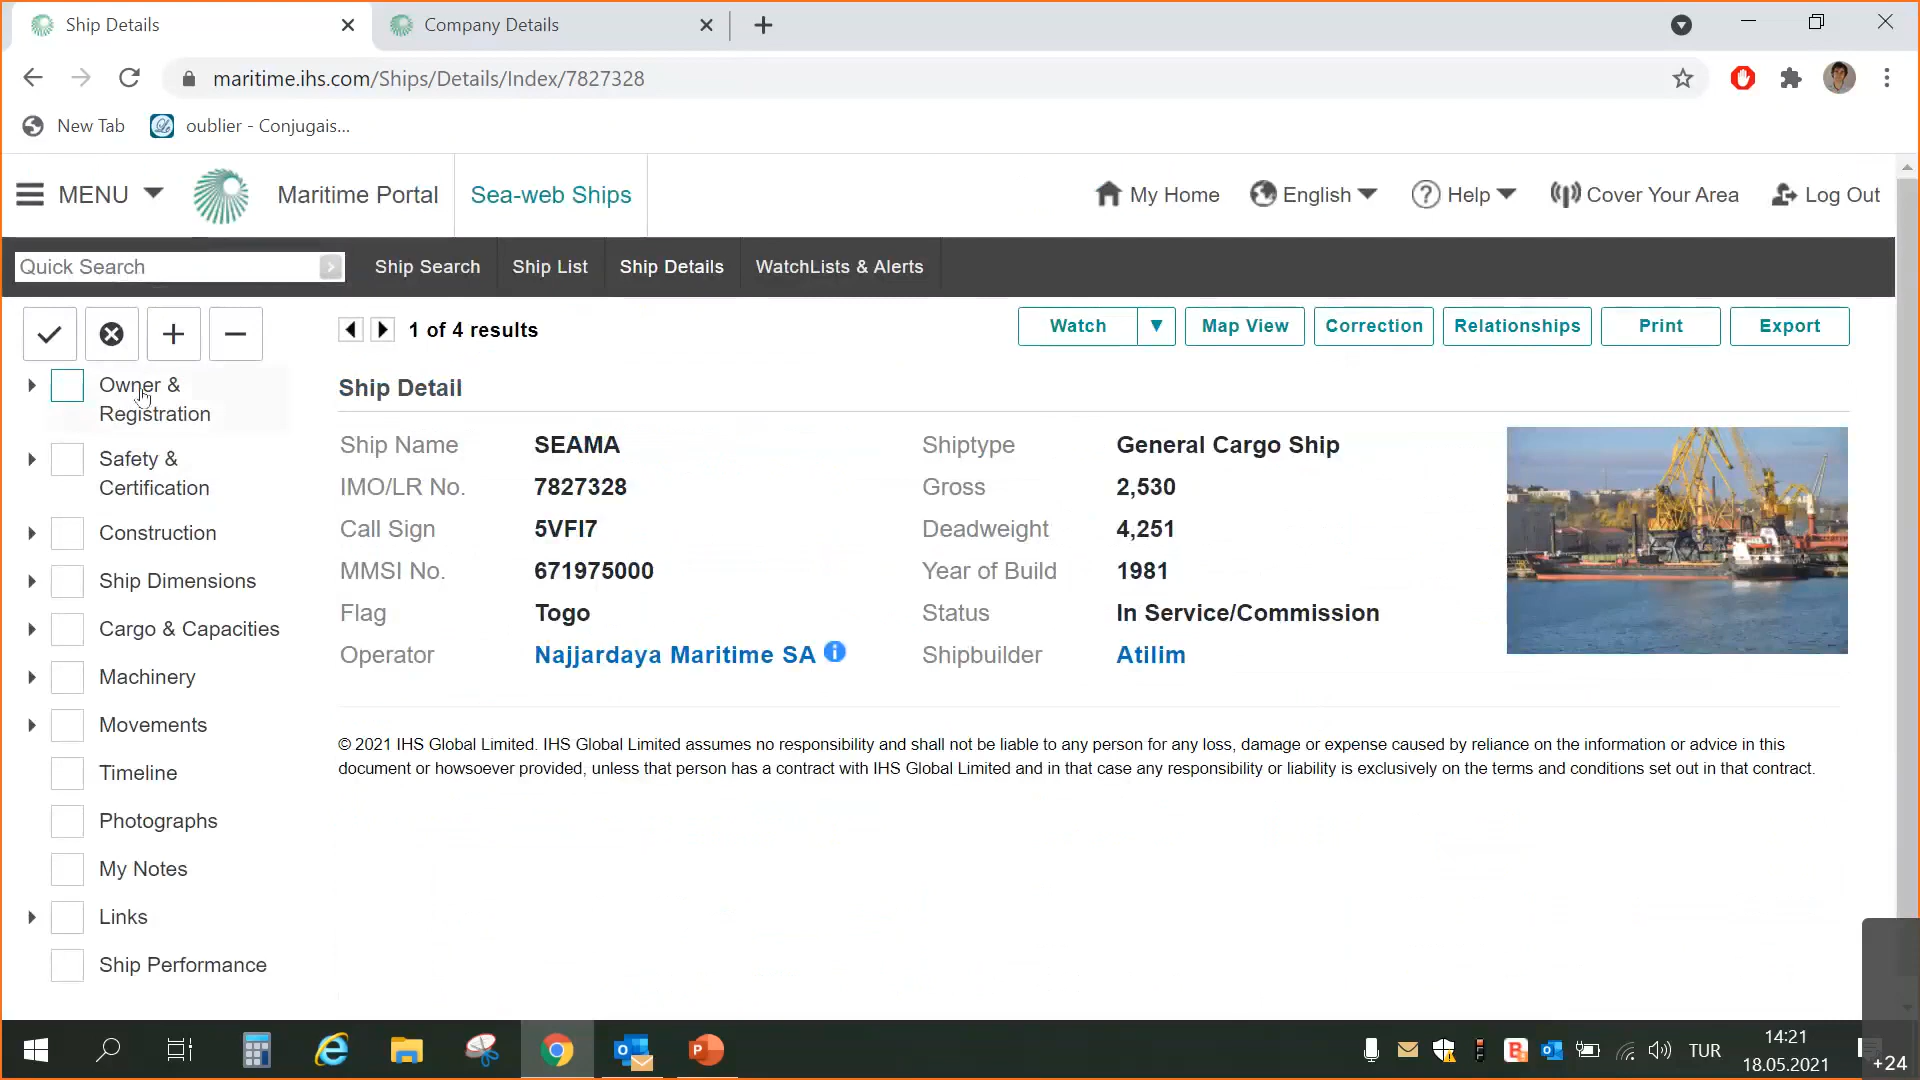 Ship Details
Company Details
maritime.ihs.com/Ships/Details/Index/7827328
New Tab
oublier - Conjugais...
MENU
Maritime Portal
Sea-web Ships
My Home
English
Help
Cover Your Area
Log Out
Quick Search
Ship Search
Ship List
Ship Details
WatchLists & Alerts
1 of 4 results
Watch
Map View
Correction
Relationships
Print
Export
Owner &
Registration
Safety &
Certification
Construction
Ship Dimensions
Cargo & Capacities
Machinery
Movements
Timeline
Photographs
My Notes
Links
Ship Performance
Ship Detail
Ship Name SEAMA
IMO/LR No. 7827328
Call Sign 5VFI7
MMSI No. 671975000
Flag Togo
Operator Najjardaya Maritime SA
Shiptype General Cargo Ship
Gross 2,530
Deadweight 4,251
Year of Build 1981
Status In Service/Commission
Shipbuilder Atilim
© 2021 IHS Global Limited. IHS Global Limited assumes no responsibility and shall not be liable to any person for any loss, damage or expense caused by reliance on the information or advice in this
document or howsoever provided, unless that person has a contract with IHS Global Limited and in that case any responsibility or liability is exclusively on the terms and conditions set out in that contract.
TUR
14:21
18.05.2021
+24